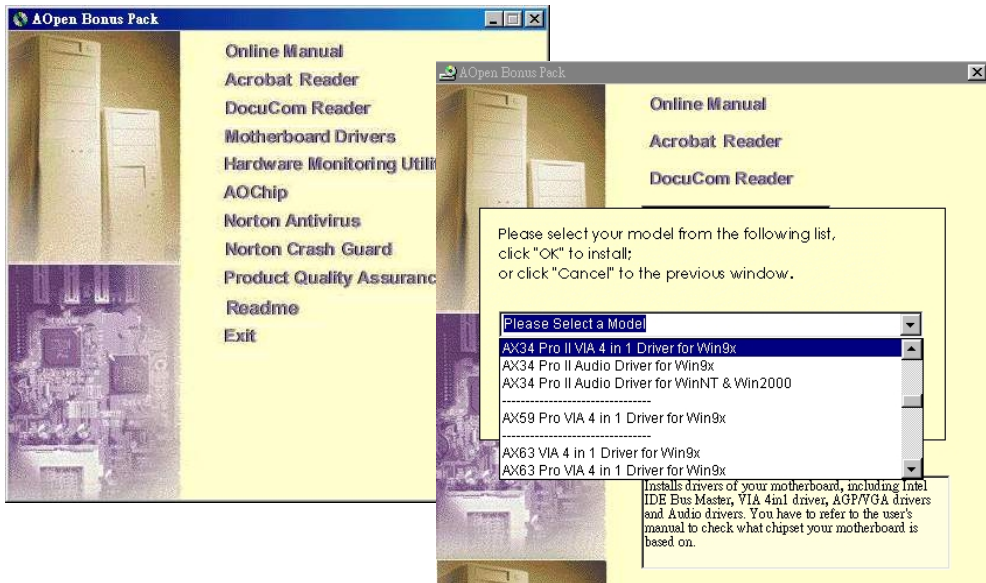 AOpen Bonus Pack
Online Manual
Acrobat Reader
DocuCom Reader
Motherboard Drivers
Hardware Monitoring Utili
AOChip
Norton Antivirus
Norton Crash Guard
Product Quality Assuranc
Readme
Exit
AOpen Bonus Pack
Online Manual
Acrobat Reader
DocuCom Reader
Please select your model from the following list,
click "OK" to install;
or click "Cancel" to the previous window.
Please Select a Model
AX34 Pro II VIA 4 in 1 Driver for Win9x
AX34 Pro II Audio Driver for Win9x
AX34 Pro II Audio Driver for WinNT & Win2000
--------------------------------
AX59 Pro VIA 4 in 1 Driver for Win9x
--------------------------------
AX63 VIA 4 in 1 Driver for Win9x
AX63 Pro VIA 4 in 1 Driver for Win9x
Installs drivers of your motherboard, including Intel
IDE Bus Master, VIA 4in1 driver, AGP/VGA drivers
and Audio drivers. You have to refer to the user's
manual to check what chipset your motherboard is
based on.